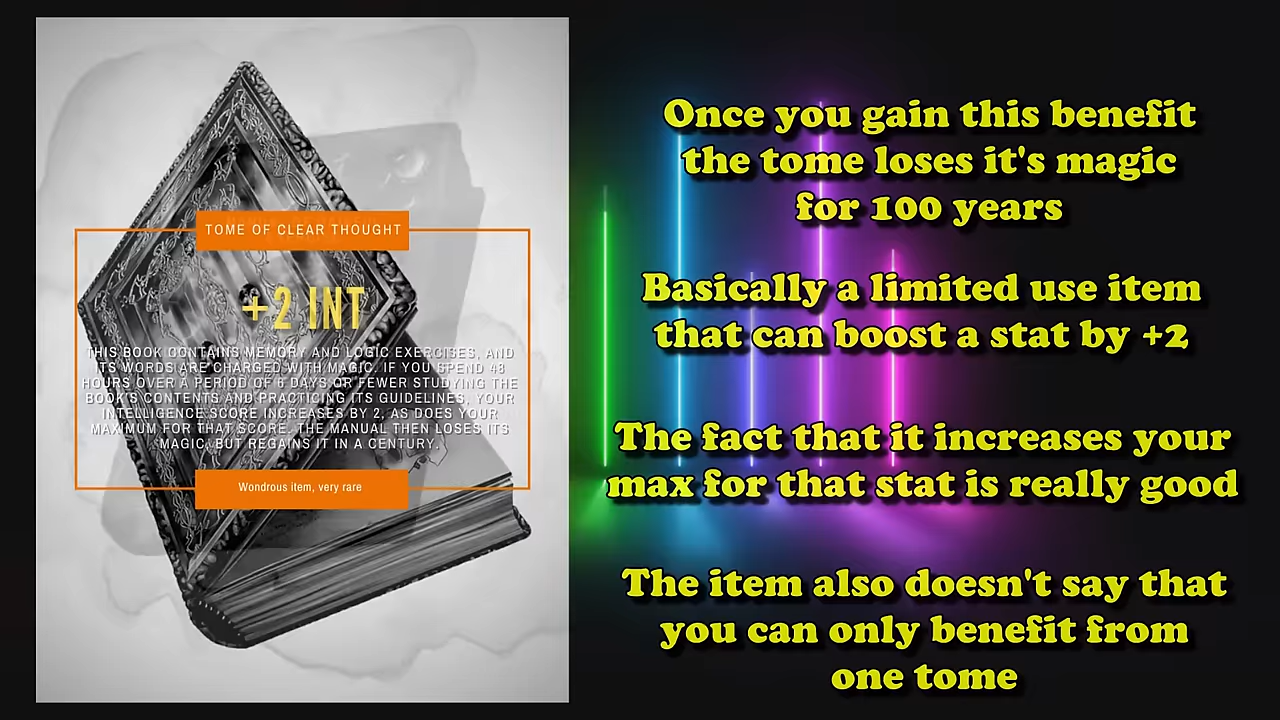 TOME OF CLEAR THOUGHT
+2 INT
THIS BOOK CONTAINS MEMORY AND LOGIC EXERCISES, AND
ITS WORDS ARE CHARGED WITH MAGIC. IF YOU SPEND 48
HOURS OVER A PERIOD OF 6 DAYS OR FEWER STUDYING THE
BOOK'S CONTENTS AND PRACTICING ITS GUIDELINES, YOUR
INTELLIGENCE SCORE INCREASES BY 2, AS DOES YOUR
MAXIMUM FOR THAT SCORE. THE MANUAL THEN LOSES ITS
MAGIC, BUT REGAINS IT IN A CENTURY.
Wondrous item, very rare
Once you gain this benefit
the tome loses it's magic
for 100 years
Basically a limited use item
that can boost a stat by +2
The fact that it increases your
max for that stat is really good
The item also doesn't say that
you can only benefit from
one tome